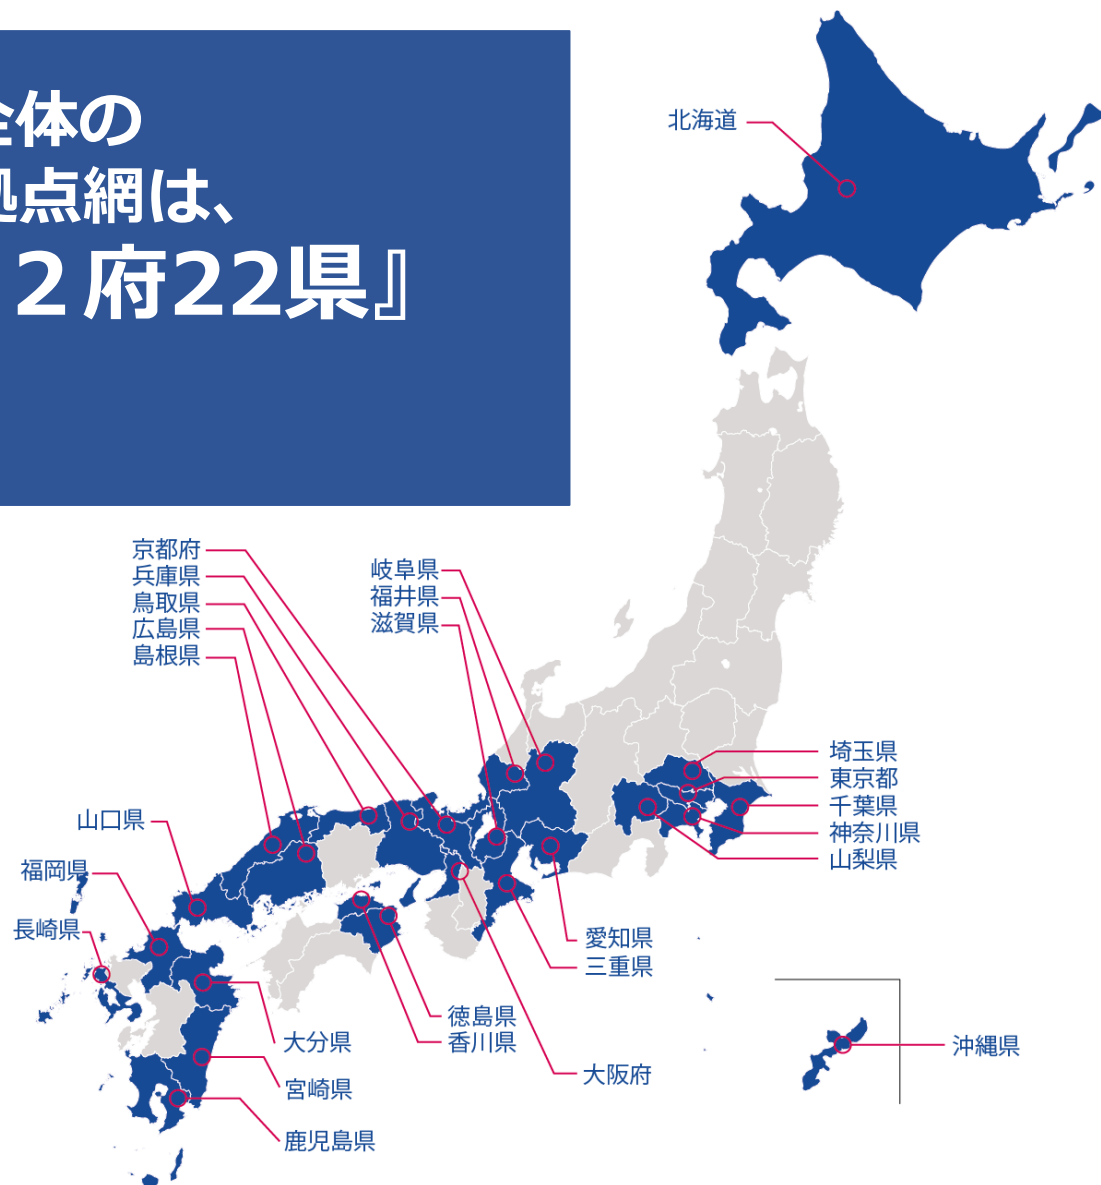 全体の
拠点網は、
２府22県』
北海道
京都府
兵庫県
鳥取県
広島県
島根県
岐阜県
福井県
滋賀県
埼玉県
東京都
千葉県
神奈川県
山梨県
山口県
福岡県
長崎県
愛知県
三重県
徳島県
香川県
大阪府
大分県
宮崎県
鹿児島県
沖縄県